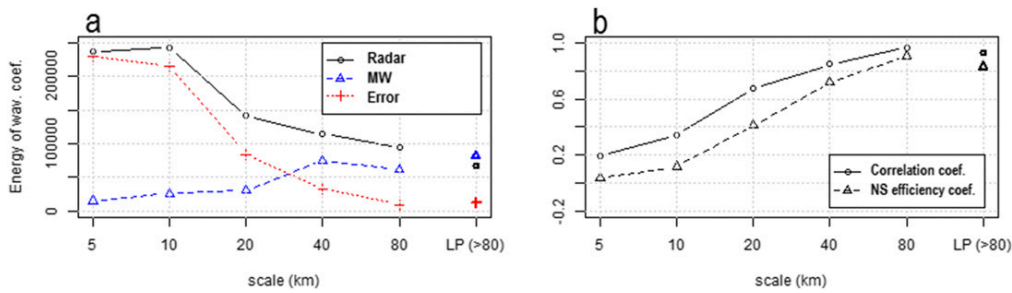 a
Energy of wav. coef.
200000
100000
0
Radar
MW
Error
5 10 20 40 80 LP (>80)
scale (km)
b
1.0
0.6
0.2
-0.2
Correlation coef.
NS efficiency coef.
5 10 20 40 80 LP (>80)
scale (km)